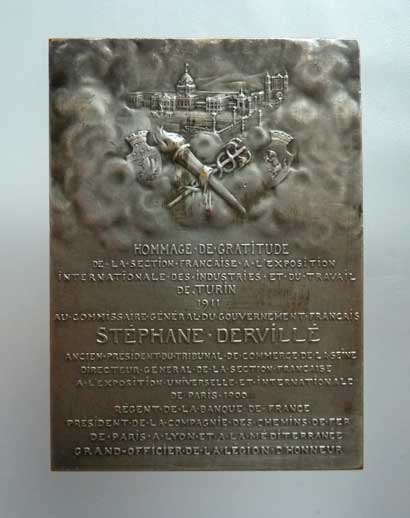 HOMMAGE·DE·GRATITUDE
DE·LA·SECTION·FRANÇAISE·A·L'EXPOSITION
INTERNATIONALE·DES·INDUSTRIES·ET·DU·TRAVAIL
DE·TURIN
1911
AU·COMMISSAIRE·GÉNÉRAL·DU·GOUVERNEMENT·FRANÇAIS
STÉPHANE·DERVILLÉ
ANCIEN·PRÉSIDENT·DU·TRIBUNAL·DE·COMMERCE·DE·LA·SEINE
DIRECTEUR·GÉNÉRAL·DE·LA·SECTION·FRANÇAISE
A·L'EXPOSITION·UNIVERSELLE·ET·INTERNATIONALE
DE·PARIS·1900
RÉGENT·DE·LA·BANQUE·DE·FRANCE
PRÉSIDENT·DE·LA·COMPAGNIE·DES·CHEMINS·DE·FER
DE·PARIS·A·LYON·ET·A·LA·MÉDITERRANÉE
GRAND·OFFICIER·DE·LA·LÉGION·D'HONNEUR